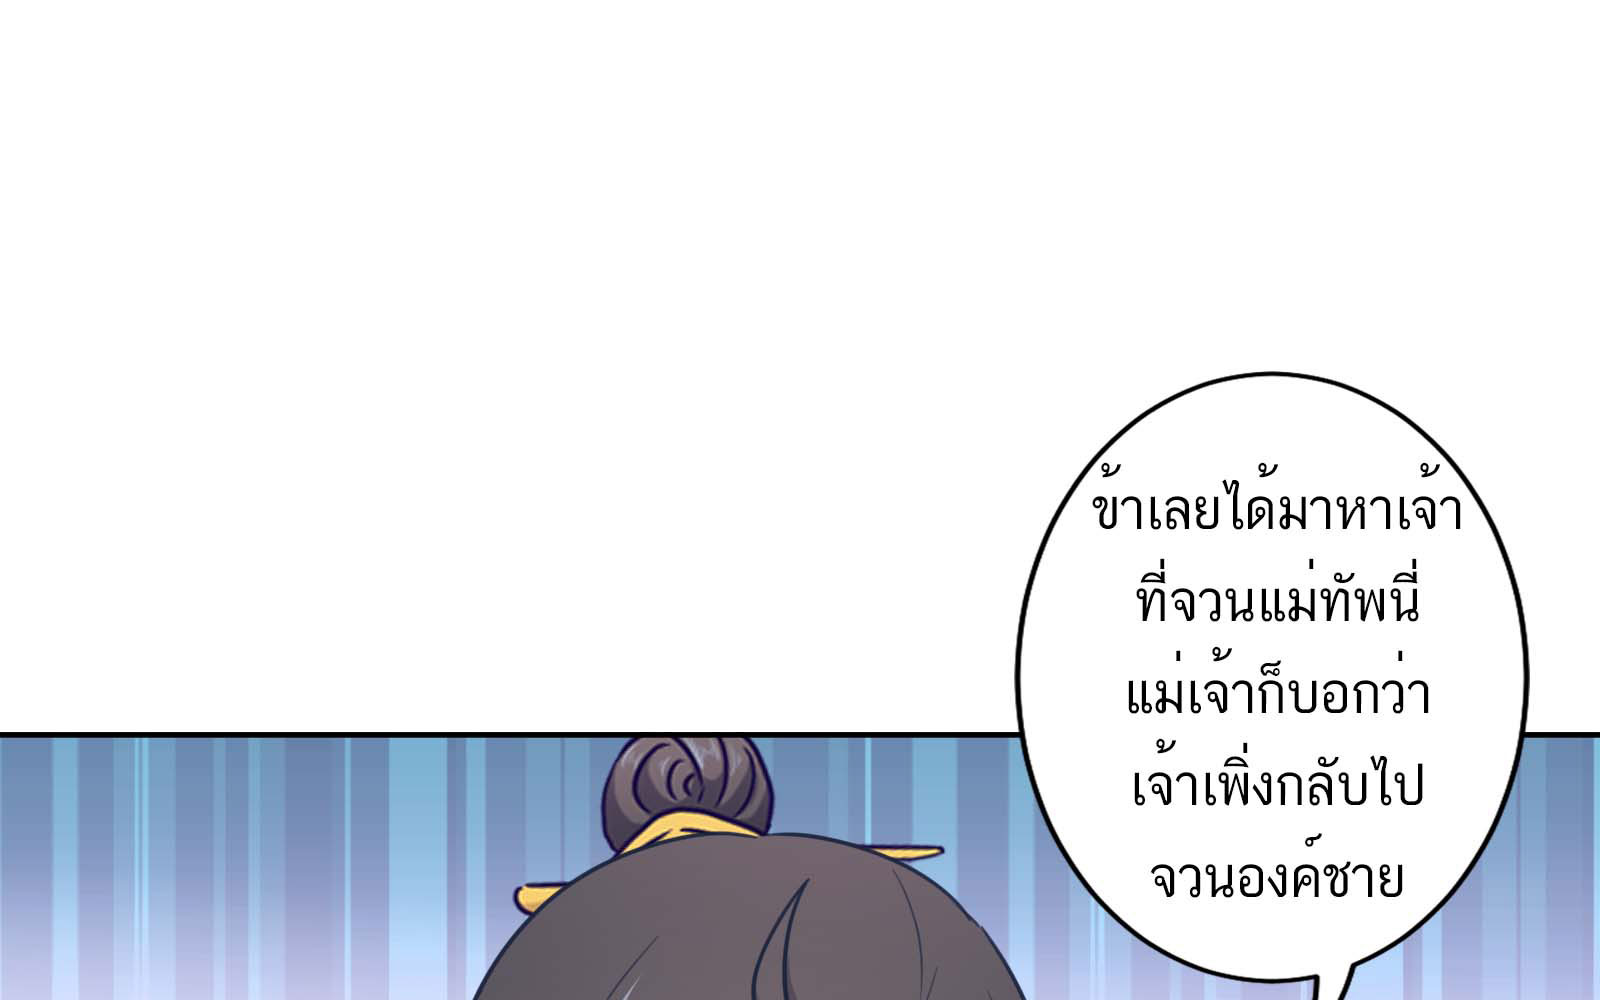 ข้าเลยได้มาหาเจ้า
ที่จวนแม่ทัพนี่
แม่เจ้าก็บอกว่า
เจ้าเพิ่งกลับไป
จวนองค์ชาย